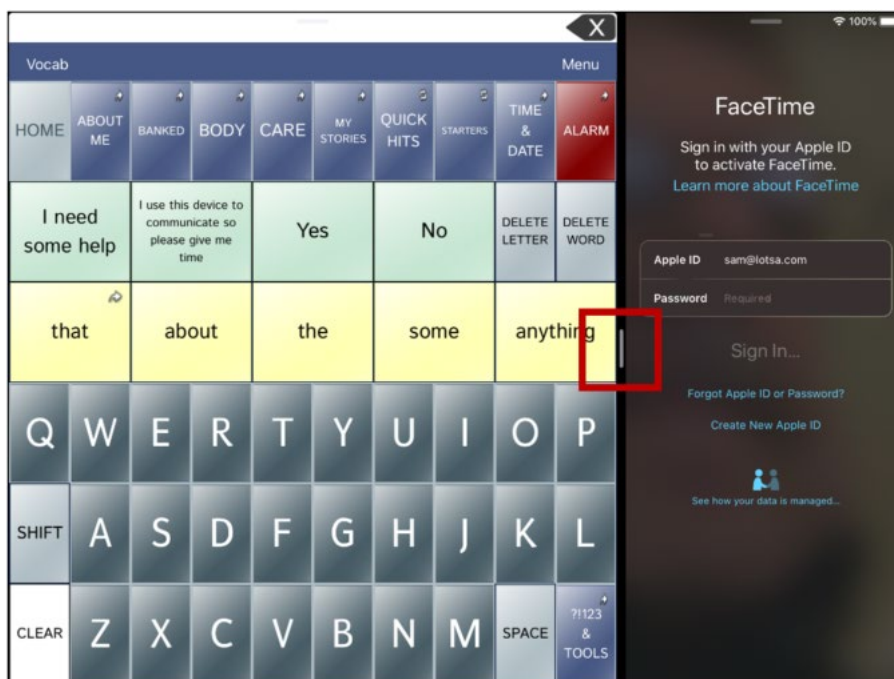 X
100%
Vocab
Menu
HOME
ABOUT
ME
BANKED
BODY
CARE
MY
STORIES
QUICK
HITS
STARTERS
TIME
&
DATE
ALARM
I need
some help
I use this device to
communicate so
please give me
time
Yes
No
DELETE
LETTER
DELETE
WORD
that
about
the
some
anything
Q W E R T Y U I O P
SHIFT A S D F G H J K L
CLEAR Z X C V B N M SPACE
?!123
&
TOOLS
FaceTime
Sign in with your Apple ID
to activate FaceTime.
Learn more about FaceTime
Apple ID sam@lotsa.com
Password Required
Sign In...
Forgot Apple ID or Password?
Create New Apple ID
See how your data is managed...